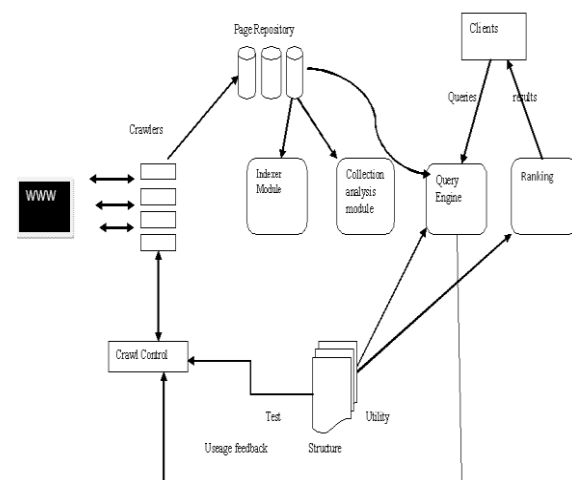 Page Repository
Clients
Queries
results
Crawlers
Indexer
Module
Collection
analysis
module
Query
Engine
Ranking
WWW
Crawl Control
Test
Utility
Useage feedback
Structure